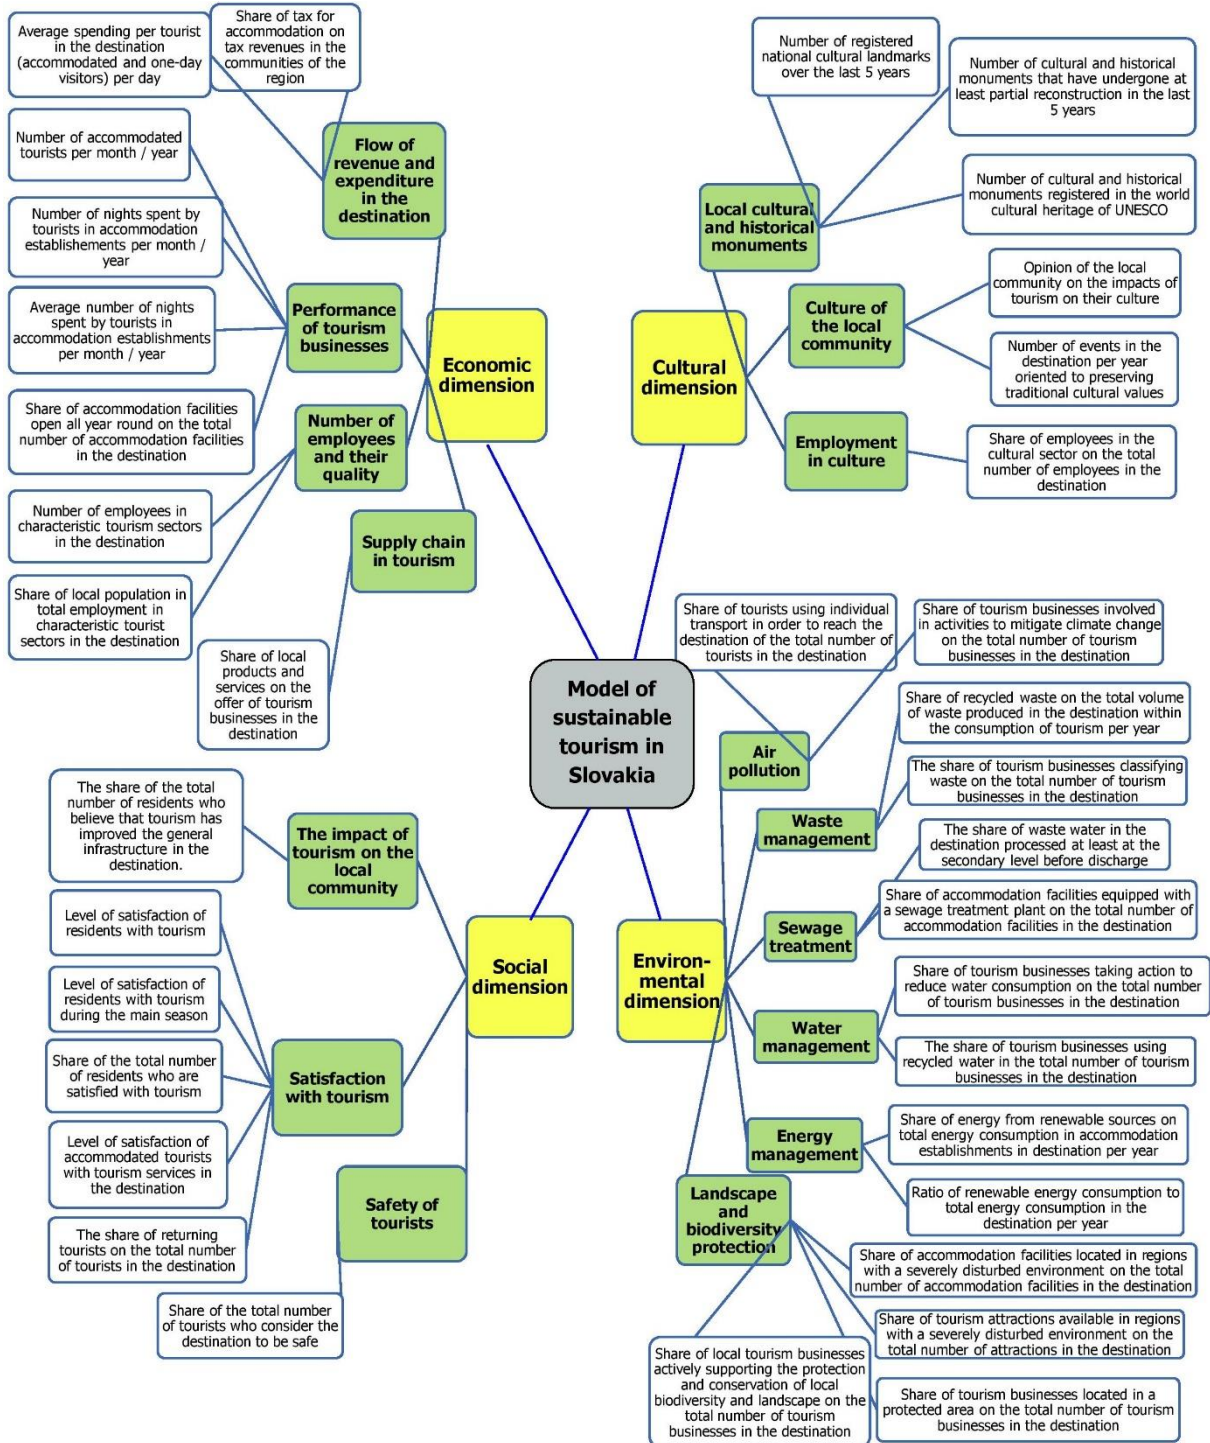 Average spending per tourist
in the destination
(accommodated and one-day
visitors) per day
Share of tax for
accommodation on
tax revenues in the
communities of the
region
Number of accommodated
tourists per month / year
Number of nights spent by
tourists in accommodation
establishements per month /
year
Average number of nights
spent by tourists in
accommodation establishments
per month / year
Share of accommodation facilities
open all year round on the total
number of accommodation facilities
in the destination
Number of employees in
characteristic tourism sectors
in the destination
Share of local population in
total employment in
characteristic tourist
sectors in the destination
Share of local
products and
services on the
offer of tourism
businesses in the
destination
Flow of
revenue and
expenditure
in the
destination
Performance
of tourism
businesses
Number of
employees
and their
quality
Supply chain
in tourism
Economic
dimension
Number of registered
national cultural landmarks
over the last 5 years
Number of cultural and historical
monuments that have undergone at
least partial reconstruction in the last
5 years
Number of cultural and historical
monuments registered in the world
cultural heritage of UNESCO
Opinion of the local
community on the impacts of
tourism on their culture
Number of events in the
destination per year
oriented to preserving
traditional cultural values
Share of employees in the
cultural sector on the total
number of employees in the
destination
Local cultural
and historical
monuments
Culture of
the local
community
Employment
in culture
Cultural
dimension
Model of
sustainable
tourism in
Slovakia
The share of the total
number of residents who
believe that tourism has
improved the general
infrastructure in the
destination.
Level of satisfaction of
residents with tourism
Level of satisfaction of
residents with tourism
during the main season
Share of the total number
of residents who are
satisfied with tourism
Level of satisfaction of
accommodated tourists
with tourism services in
the destination
The share of returning
tourists on the total number
of tourists in the destination
Share of the total number
of tourists who consider the
destination to be safe
The impact of
tourism on the
local
community
Satisfaction
with tourism
Safety of
tourists
Social
dimension
Share of tourists using individual
transport in order to reach the
destination of the total number of
tourists in the destination
Share of tourism businesses involved
in activities to mitigate climate change
on the total number of tourism
businesses in the destination
Share of recycled waste on the total volume
of waste produced in the destination within
the consumption of tourism per year
The share of tourism businesses classifying
waste on the total number of tourism
businesses in the destination
The share of waste water in the
destination processed at least at the
secondary level before discharge
Share of accommodation facilities equipped with
a sewage treatment plant on the total number of
accommodation facilities in the destination
Share of tourism businesses taking action to
reduce water consumption on the total number
of tourism businesses in the destination
The share of tourism businesses using
recycled water in the total number of tourism
businesses in the destination
Share of energy from renewable sources on
total energy consumption in accommodation
establishments in destination per year
Ratio of renewable energy consumption to
total energy consumption in the
destination per year
Share of accommodation facilities located in regions
with a severely disturbed environment on the total
number of accommodation facilities in the destination
Share of tourism attractions available in regions
with a severely disturbed environment on the
total number of attractions in the destination
Share of tourism businesses located in a
protected area on the total number of tourism
businesses in the destination
Share of local tourism businesses
actively supporting the protection
and conservation of local
biodiversity and landscape on the
total number of tourism
businesses in the destination
Air
pollution
Waste
management
Sewage
treatment
Water
management
Energy
management
Landscape
and
biodiversity
protection
Environ-
mental
dimension